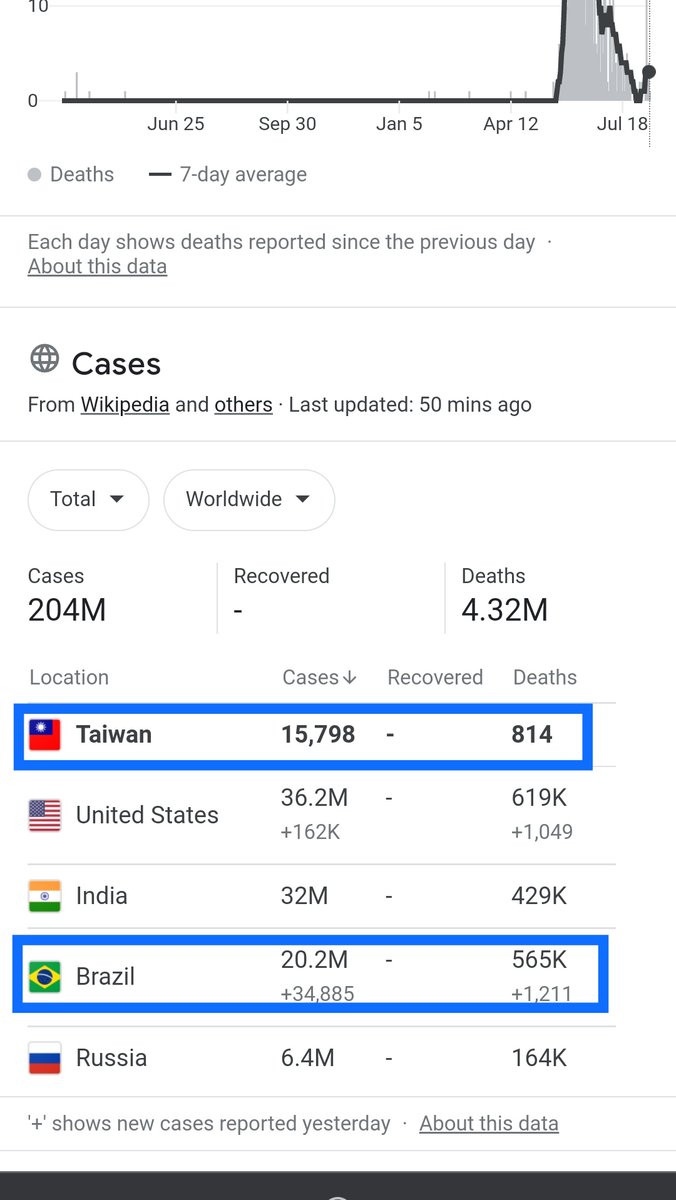 10
0
Jun 25 Sep 30 Jan 5 Apr 12 Jul 18
Deaths 7-day average
Each day shows deaths reported since the previous day ·
About this data
Cases
From Wikipedia and others · Last updated: 50 mins ago
Total Worldwide
Cases Recovered Deaths
204M - 4.32M
Location Cases↓ Recovered Deaths
Taiwan 15,798 - 814
United States 36.2M - 619K
+162K +1,049
India 32M - 429K
Brazil 20.2M - 565K
+34,885 +1,211
Russia 6.4M - 164K
'+' shows new cases reported yesterday · About this data